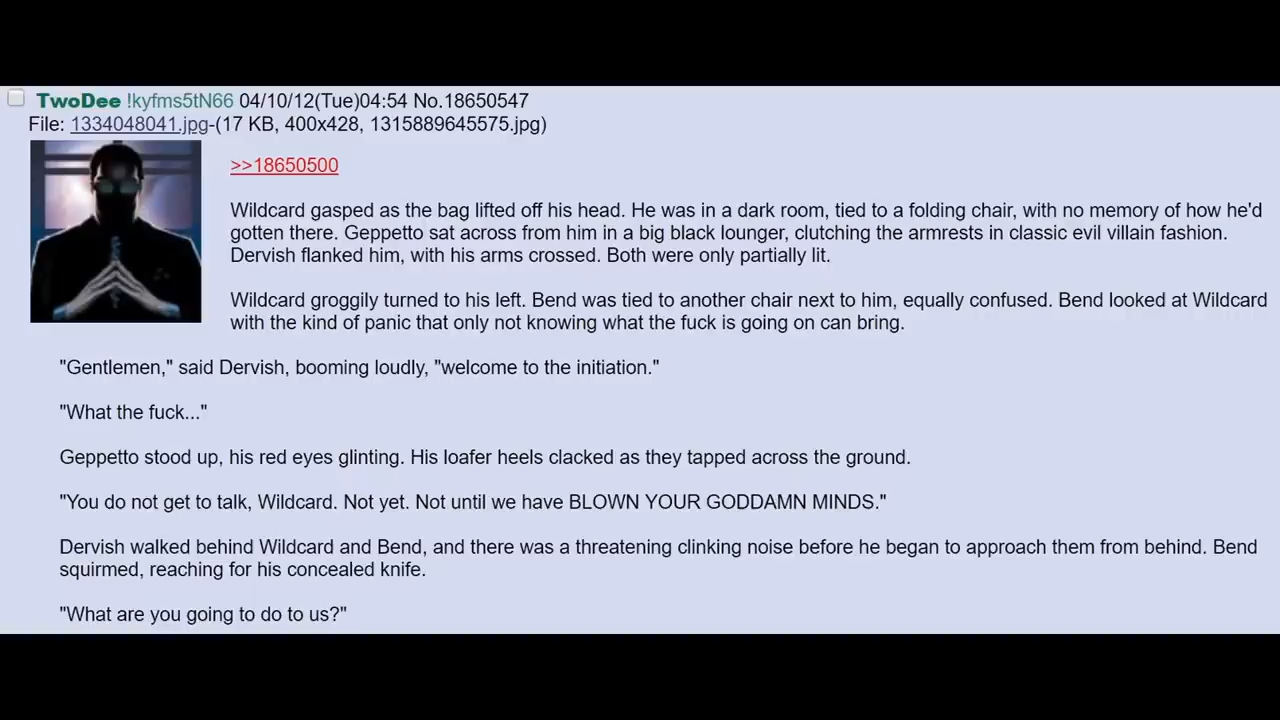 TwoDee !kyfms5tN66 04/10/12(Tue)04:54 No.18650547
File: 1334048041.jpg-(17 KB, 400x428, 1315889645575.jpg)
>>18650500
Wildcard gasped as the bag lifted off his head. He was in a dark room, tied to a folding chair, with no memory of how he'd
gotten there. Geppetto sat across from him in a big black lounger, clutching the armrests in classic evil villain fashion.
Dervish flanked him, with his arms crossed. Both were only partially lit.
Wildcard groggily turned to his left. Bend was tied to another chair next to him, equally confused. Bend looked at Wildcard
with the kind of panic that only not knowing what the fuck is going on can bring.
"Gentlemen," said Dervish, booming loudly, "welcome to the initiation."
"What the fuck..."
Geppetto stood up, his red eyes glinting. His loafer heels clacked as they tapped across the ground.
"You do not get to talk, Wildcard. Not yet. Not until we have BLOWN YOUR GODDAMN MINDS."
Dervish walked behind Wildcard and Bend, and there was a threatening clinking noise before he began to approach them from behind. Bend
squirmed, reaching for his concealed knife.
"What are you going to do to us?"